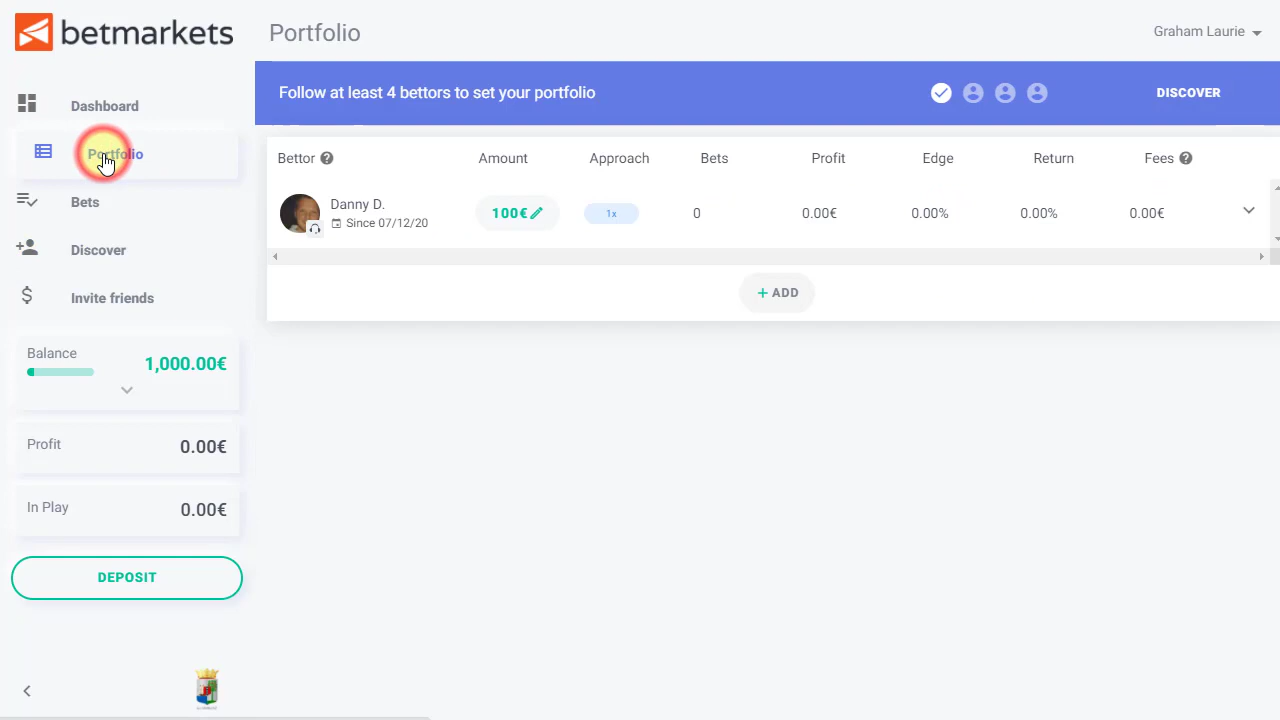 betmarkets
Portfolio
Graham Laurie
Dashboard
Portfolio
Bets
Discover
Invite friends
Balance
1,000.00€
Profit
0.00€
In Play
0.00€
DEPOSIT
Follow at least 4 bettors to set your portfolio
DISCOVER
Bettor ? Amount Approach Bets Profit Edge Return Fees ?
Danny D.
Since 07/12/20
100€ 1x 0 0.00€ 0.00% 0.00% 0.00€
+ ADD